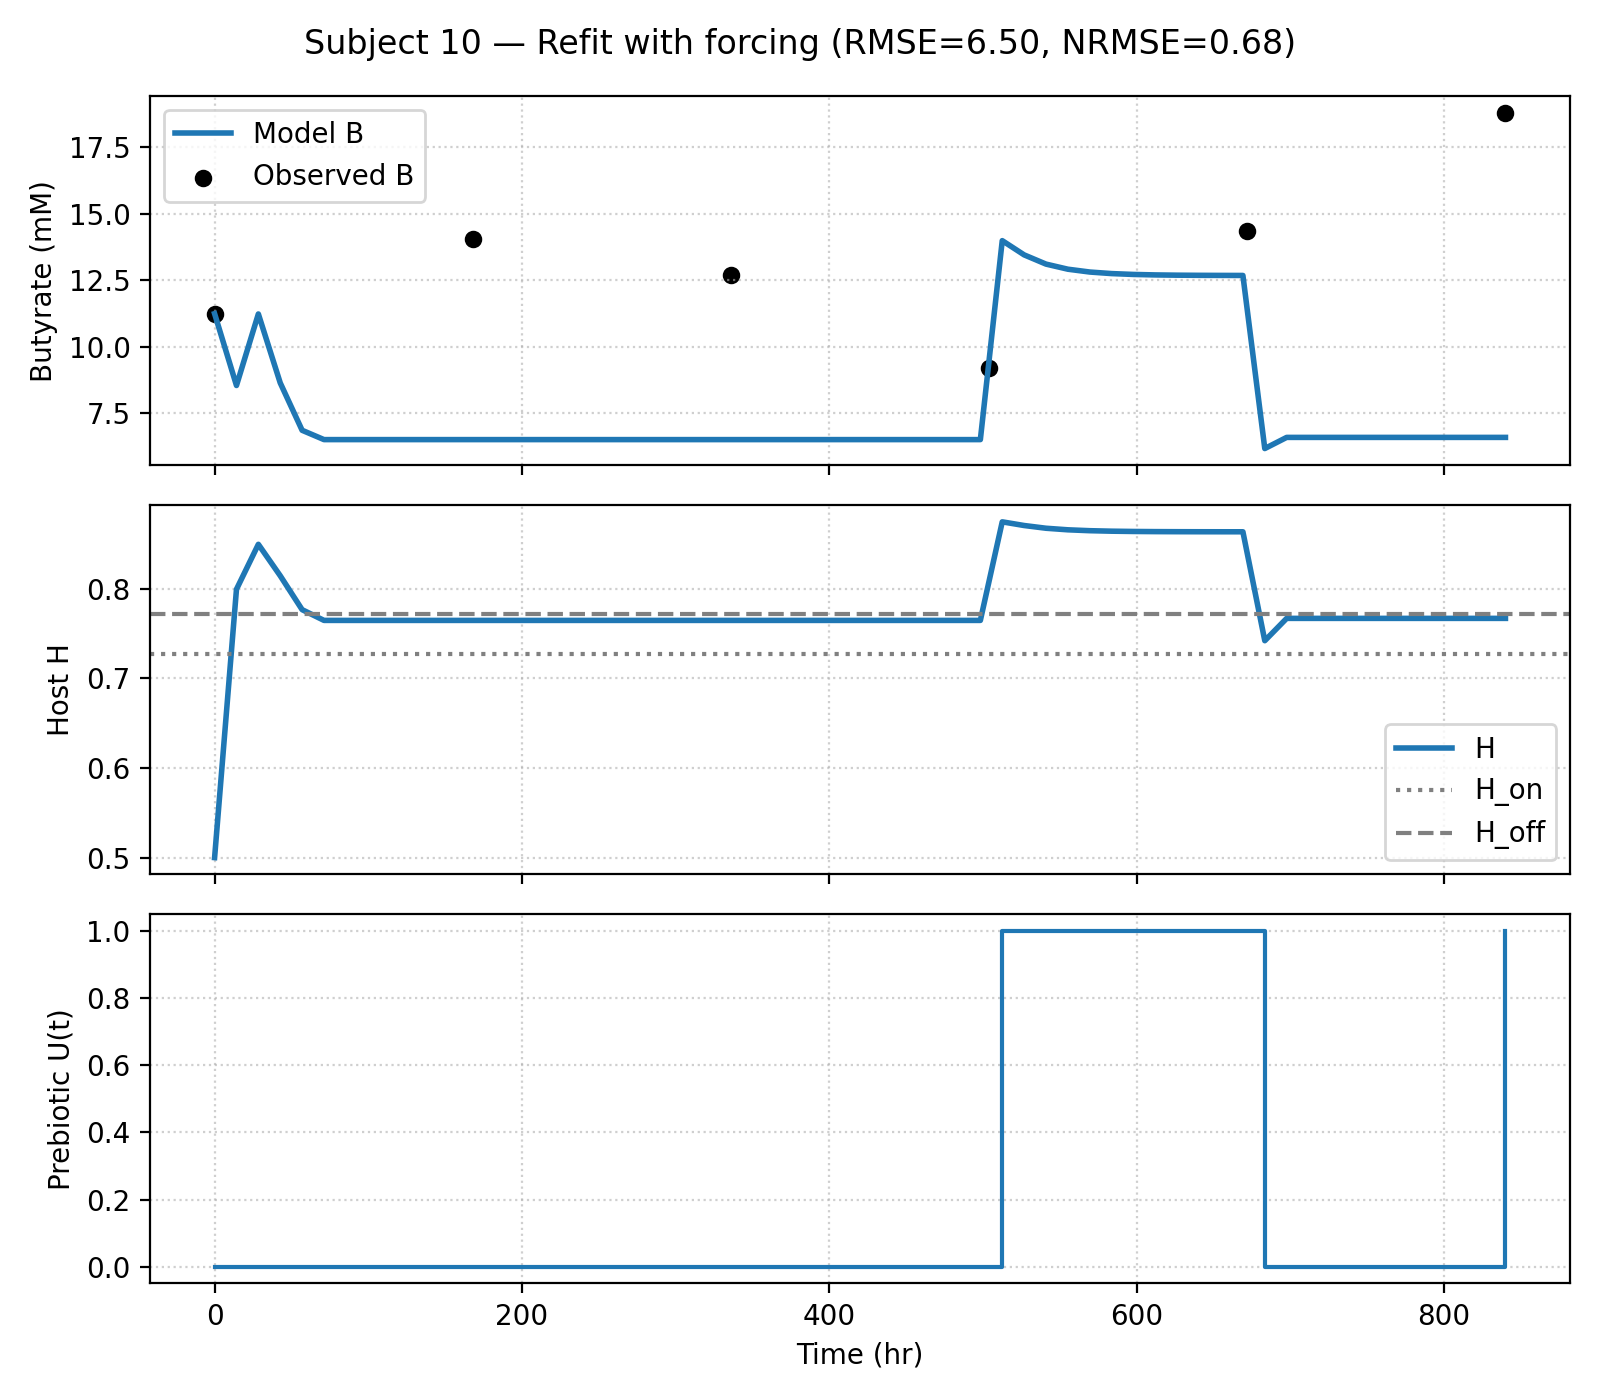 Subject 10 — Refit with forcing (RMSE=6.50, NRMSE=0.68)
Butyrate (mM)
17.5
15.0
12.5
10.0
7.5
Model B
Observed B
Host H
0.8
0.7
0.6
0.5
H
H_on
H_off
Prebiotic U(t)
1.0
0.8
0.6
0.4
0.2
0.0
0 200 400 600 800
Time (hr)